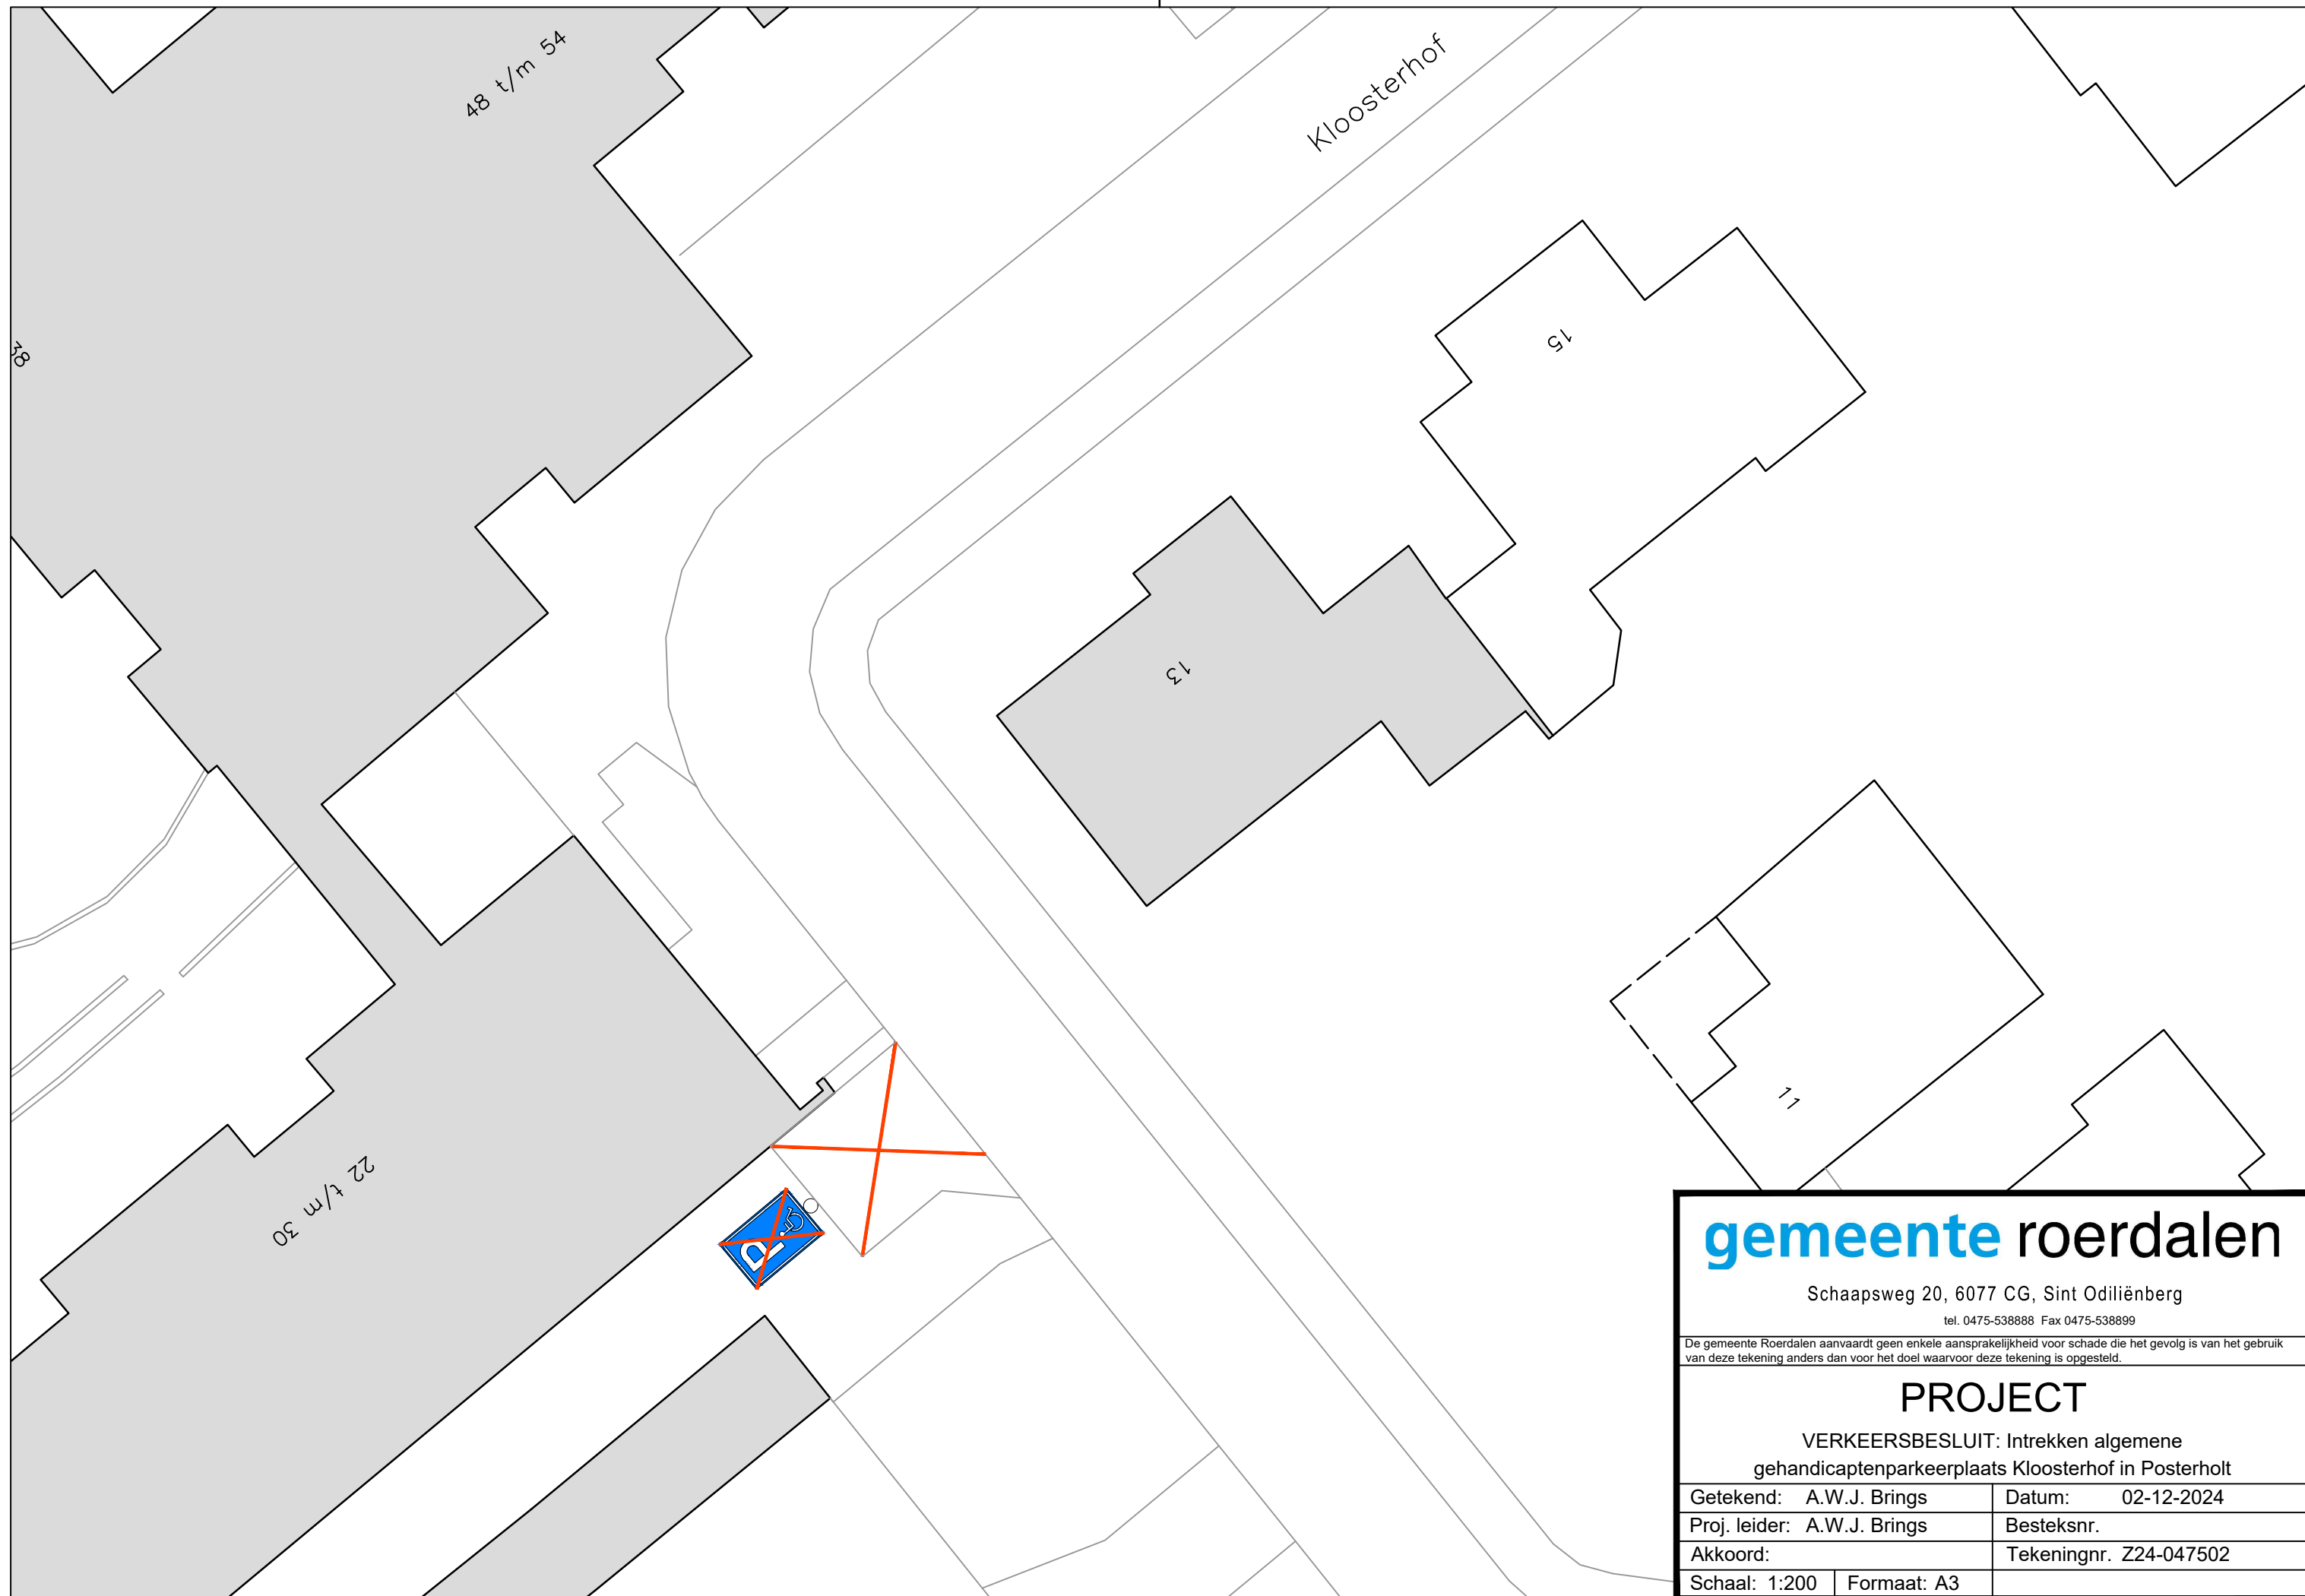 48 t/m 54
Kloosterhof
38
15
13
11
22 t/m 30
P
gemeente roerdalen
Schaapsweg 20, 6077 CG, Sint Odiliënberg
tel. 0475-538888 Fax 0475-538899
De gemeente Roerdalen aanvaardt geen enkele aansprakelijkheid voor schade die het gevolg is van het gebruik
van deze tekening anders dan voor het doel waarvoor deze tekening is opgesteld.
PROJECT
VERKEERSBESLUIT: Intrekken algemene
gehandicaptenparkeerplaats Kloosterhof in Posterholt
Getekend: A.W.J. Brings Datum: 02-12-2024
Proj. leider: A.W.J. Brings Besteksnr.
Akkoord: Tekeningnr. Z24-047502
Schaal: 1:200 Formaat: A3